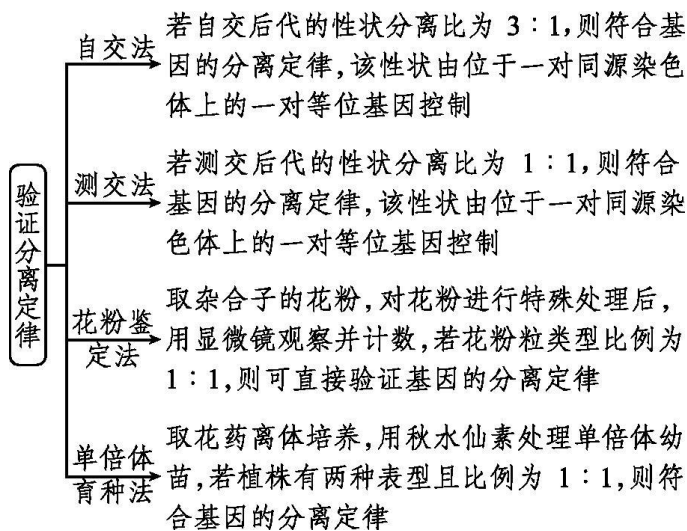 验证分离定律
自交法
若自交后代的性状分离比为 3∶1,则符合基
因的分离定律,该性状由位于一对同源染色
体上的一对等位基因控制
测交法
若测交后代的性状分离比为 1∶1,则符合
基因的分离定律,该性状由位于一对同源染
色体上的一对等位基因控制
花粉鉴
定法
取杂合子的花粉,对花粉进行特殊处理后,
用显微镜观察并计数,若花粉粒类型比例为
1∶1,则可直接验证基因的分离定律
单倍体
育种法
取花药离体培养,用秋水仙素处理单倍体幼
苗,若植株有两种表型且比例为 1∶1,则符
合基因的分离定律